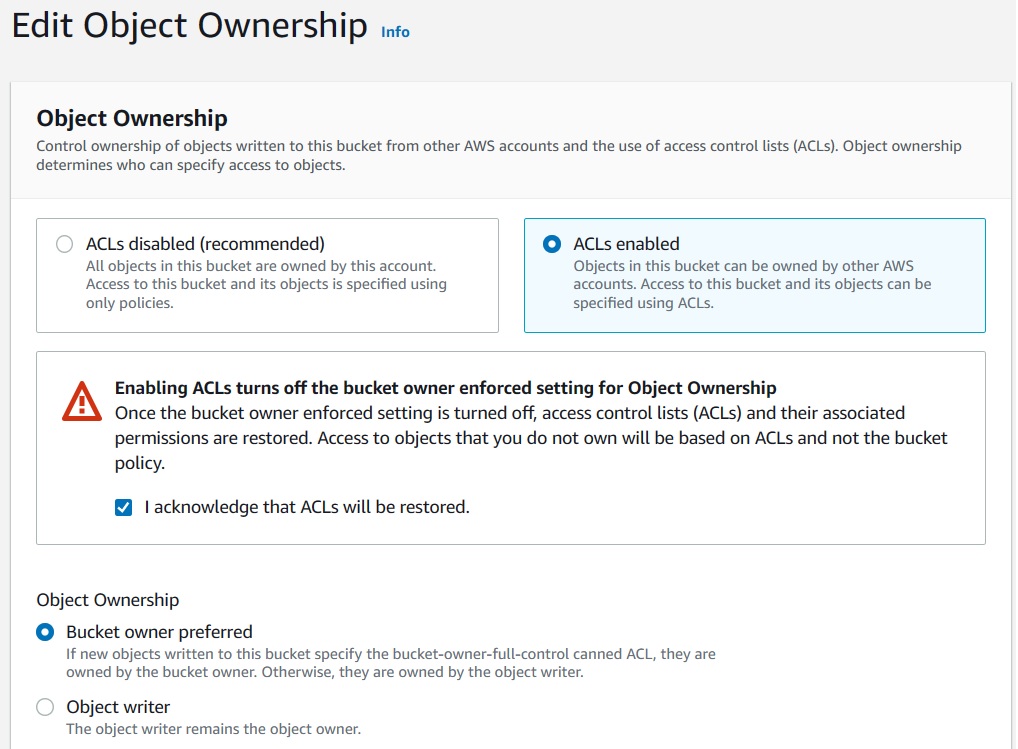 Edit Object Ownership Info
Object Ownership
Control ownership of objects written to this bucket from other AWS accounts and the use of access control lists (ACLs). Object ownership
determines who can specify access to objects.
ACLs disabled (recommended)
All objects in this bucket are owned by this account.
Access to this bucket and its objects is specified using
only policies.
ACLs enabled
Objects in this bucket can be owned by other AWS
accounts. Access to this bucket and its objects can be
specified using ACLs.
Enabling ACLs turns off the bucket owner enforced setting for Object Ownership
Once the bucket owner enforced setting is turned off, access control lists (ACLs) and their associated
permissions are restored. Access to objects that you do not own will be based on ACLs and not the bucket
policy.
I acknowledge that ACLs will be restored.
Object Ownership
Bucket owner preferred
If new objects written to this bucket specify the bucket-owner-full-control canned ACL, they are
owned by the bucket owner. Otherwise, they are owned by the object writer.
Object writer
The object writer remains the object owner.